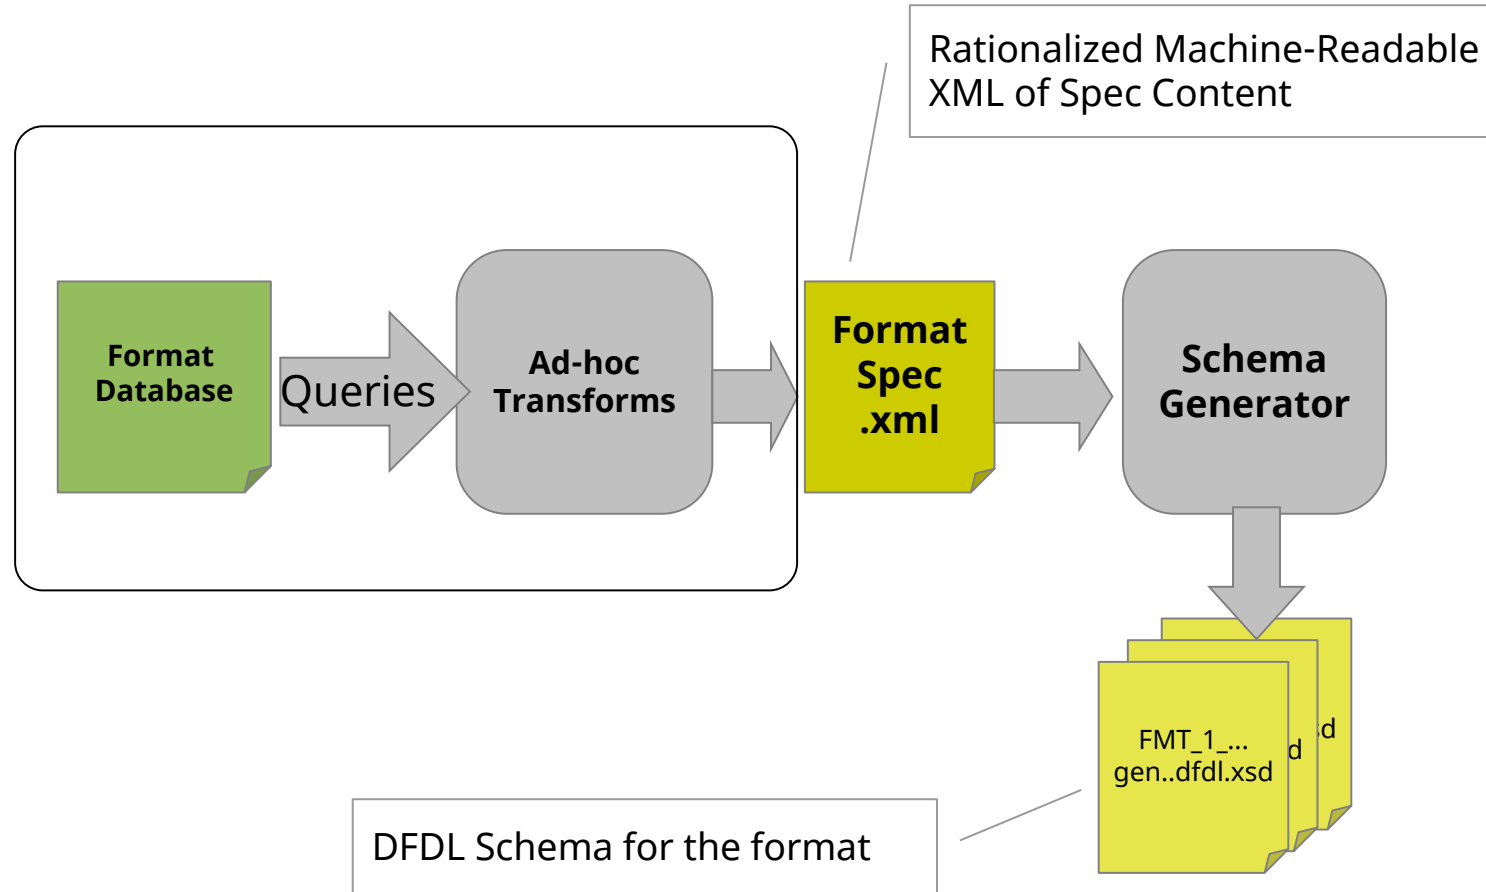 Rationalized Machine-Readable
XML of Spec Content
Format
Database
Queries
Ad-hoc
Transforms
Format
Spec
.xml
Schema
Generator
FMT_1_...
gen..dfdl.xsd
d
sd
DFDL Schema for the format